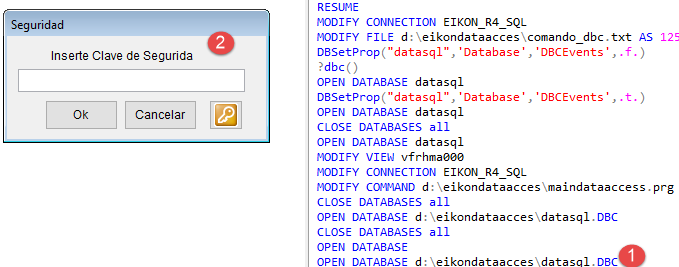 Seguridad
Inserte Clave de Segurida
2
Ok
Cancelar
RESUME
MODIFY CONNECTION EIKON_R4_SQL
MODIFY FILE d:\eikondataacces\comando_dbc.txt AS 125
DBSetProp("datasql",'Database','DBCEvents',.f.)
?dbc()
OPEN DATABASE datasql
DBSetProp("datasql",'Database','DBCEvents',.t.)
OPEN DATABASE datasql
CLOSE DATABASES all
OPEN DATABASE datasql
MODIFY VIEW vfrhma000
MODIFY CONNECTION EIKON_R4_SQL
MODIFY COMMAND d:\eikondataacces\maindataaccess.prg
CLOSE DATABASES all
OPEN DATABASE d:\eikondataacces\datasql.DBC
CLOSE DATABASES all
OPEN DATABASE
OPEN DATABASE d:\eikondataacces\datasql.DBC
1